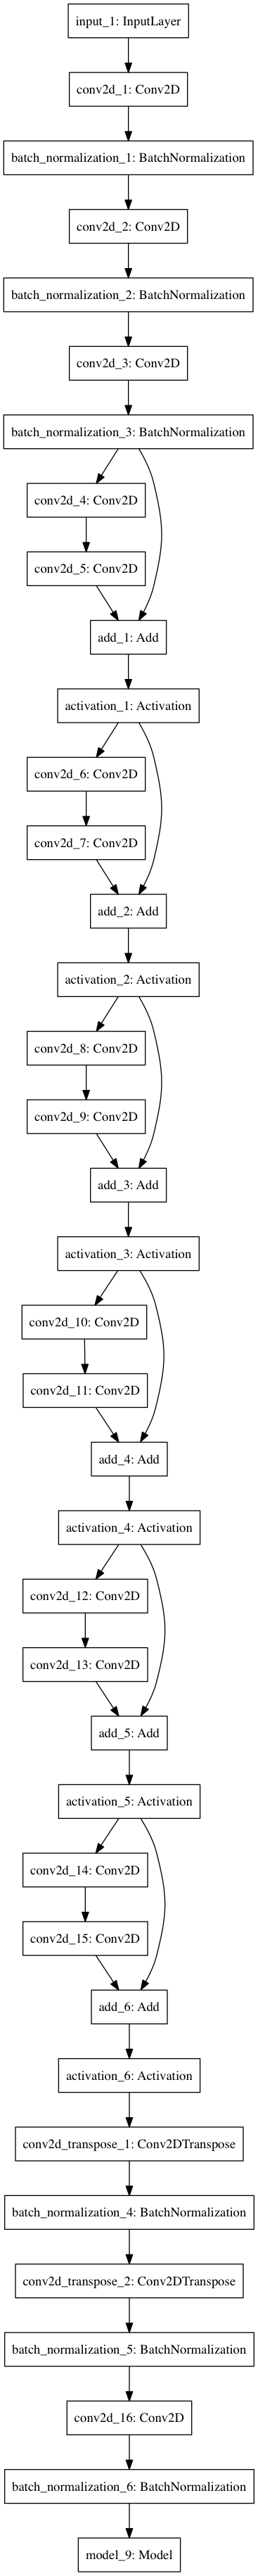 input_1: InputLayer
conv2d_1: Conv2D
batch_normalization_1: BatchNormalization
conv2d_2: Conv2D
batch_normalization_2: BatchNormalization
conv2d_3: Conv2D
batch_normalization_3: BatchNormalization
conv2d_4: Conv2D
conv2d_5: Conv2D
add_1: Add
activation_1: Activation
conv2d_6: Conv2D
conv2d_7: Conv2D
add_2: Add
activation_2: Activation
conv2d_8: Conv2D
conv2d_9: Conv2D
add_3: Add
activation_3: Activation
conv2d_10: Conv2D
conv2d_11: Conv2D
add_4: Add
activation_4: Activation
conv2d_12: Conv2D
conv2d_13: Conv2D
add_5: Add
activation_5: Activation
conv2d_14: Conv2D
conv2d_15: Conv2D
add_6: Add
activation_6: Activation
conv2d_transpose_1: Conv2DTranspose
batch_normalization_4: BatchNormalization
conv2d_transpose_2: Conv2DTranspose
batch_normalization_5: BatchNormalization
conv2d_16: Conv2D
batch_normalization_6: BatchNormalization
model_9: Model